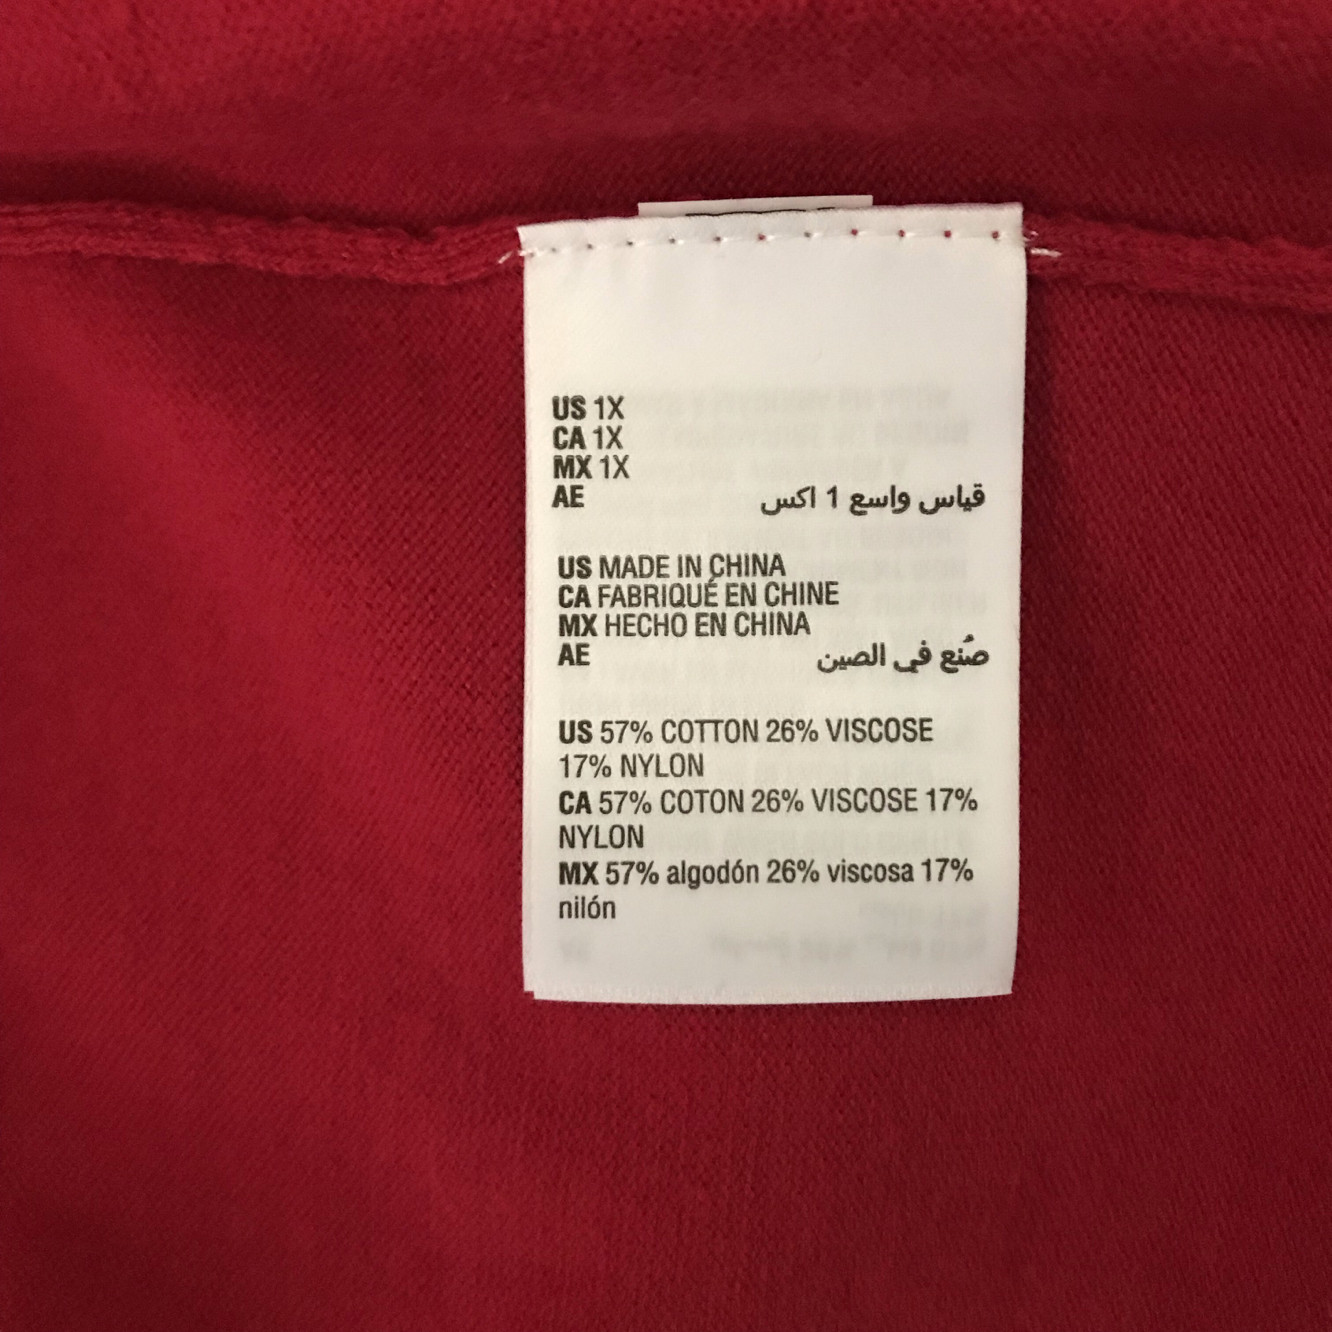 US 1X
CA 1X
MX 1X
AE قياس واسع 1 اكس
US MADE IN CHINA
CA FABRIQUÉ EN CHINE
MX HECHO EN CHINA
AE صُنع في الصين
US 57% COTTON 26% VISCOSE
17% NYLON
CA 57% COTON 26% VISCOSE 17%
NYLON
MX 57% algodón 26% viscosa 17%
nilón